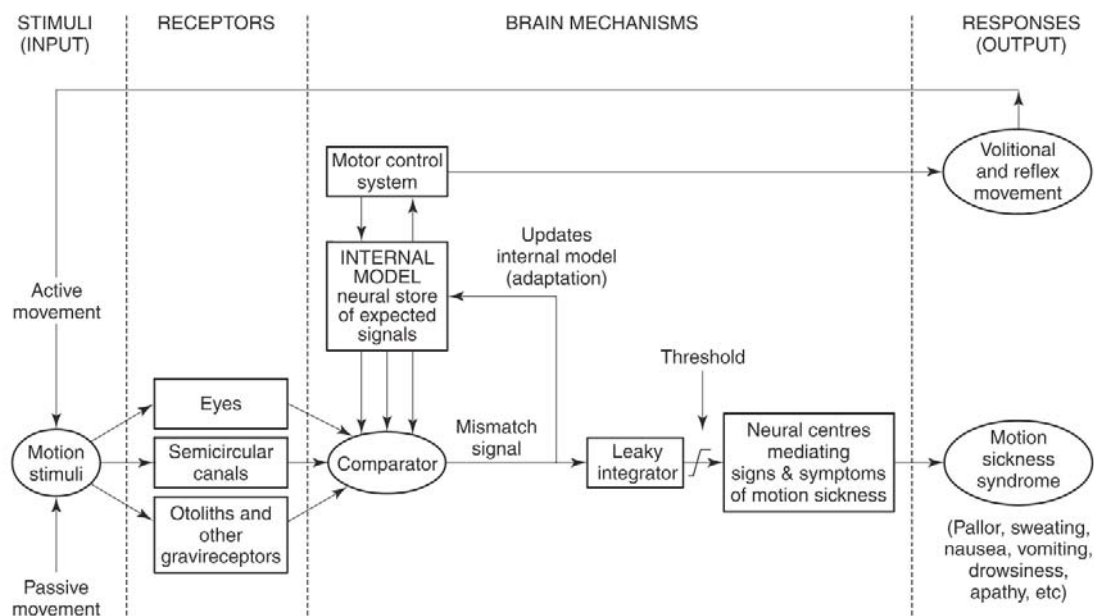 STIMULI
(INPUT)
RECEPTORS
BRAIN MECHANISMS
RESPONSES
(OUTPUT)
Motor control
system
Volitional
and reflex
movement
Updates
internal model
(adaptation)
INTERNAL
MODEL
neural store
of expected
signals
Active
movement
Threshold
Eyes
Semicircular
canals
Otoliths and
other
gravireceptors
Motion
stimuli
Comparator
Mismatch
signal
Leaky
integrator
Neural centres
mediating
signs & symptoms
of motion sickness
Motion
sickness
syndrome
(Pallor, sweating,
nausea, vomiting,
drowsiness,
apathy, etc)
Passive
movement